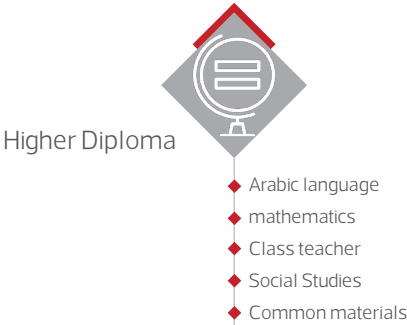 Higher Diploma
Arabic language
mathematics
Class teacher
Social Studies
Common materials